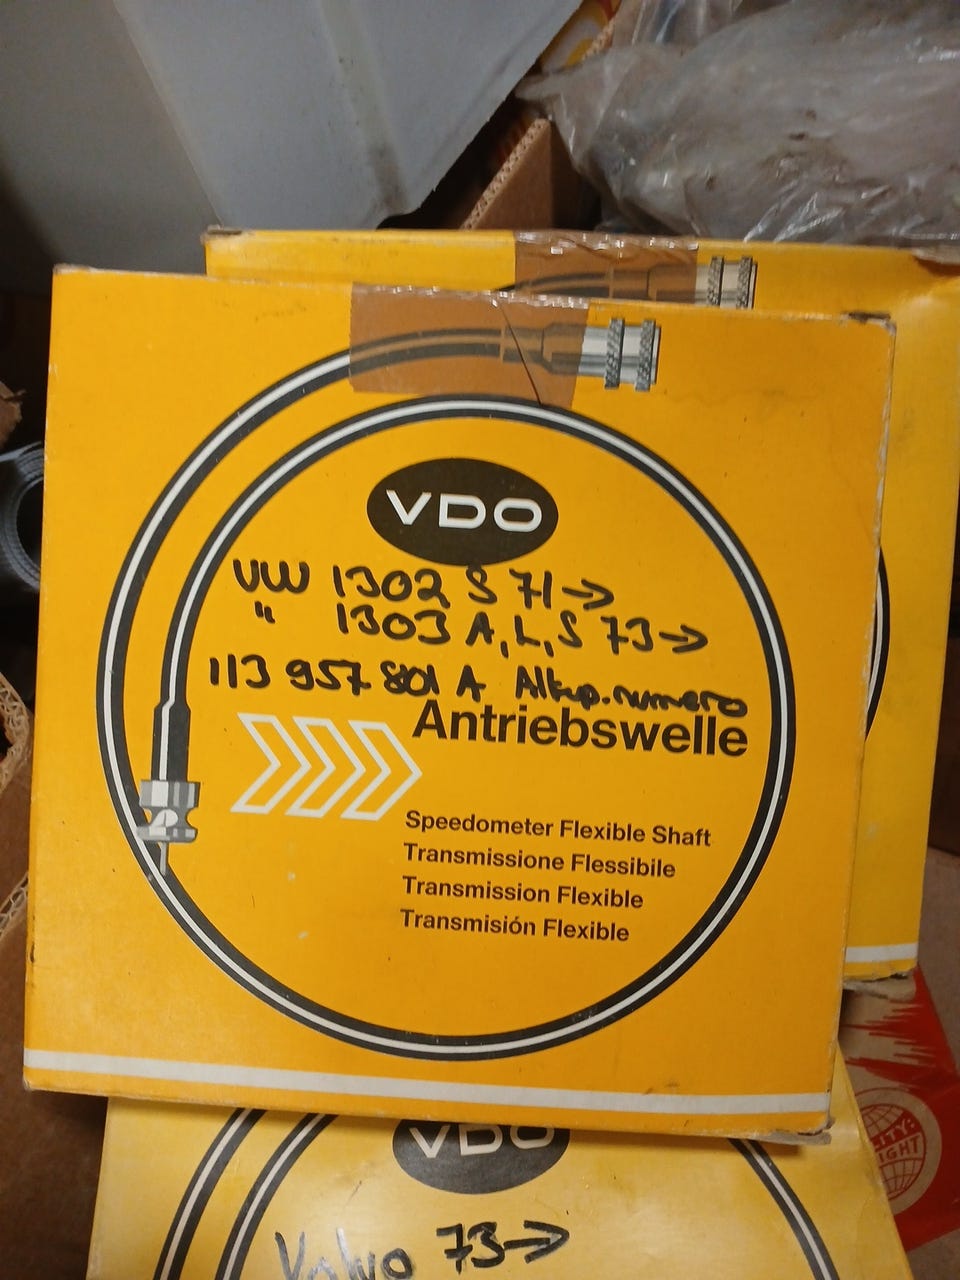 VDO
VW 1302 S 71→
" 1303 A, L, S 73→
113 957 801 A Alkup. numero
Antriebswelle
Speedometer Flexible Shaft
Transmissione Flessibile
Transmission Flexible
Transmisión Flexible
VDO
Volvo 73→